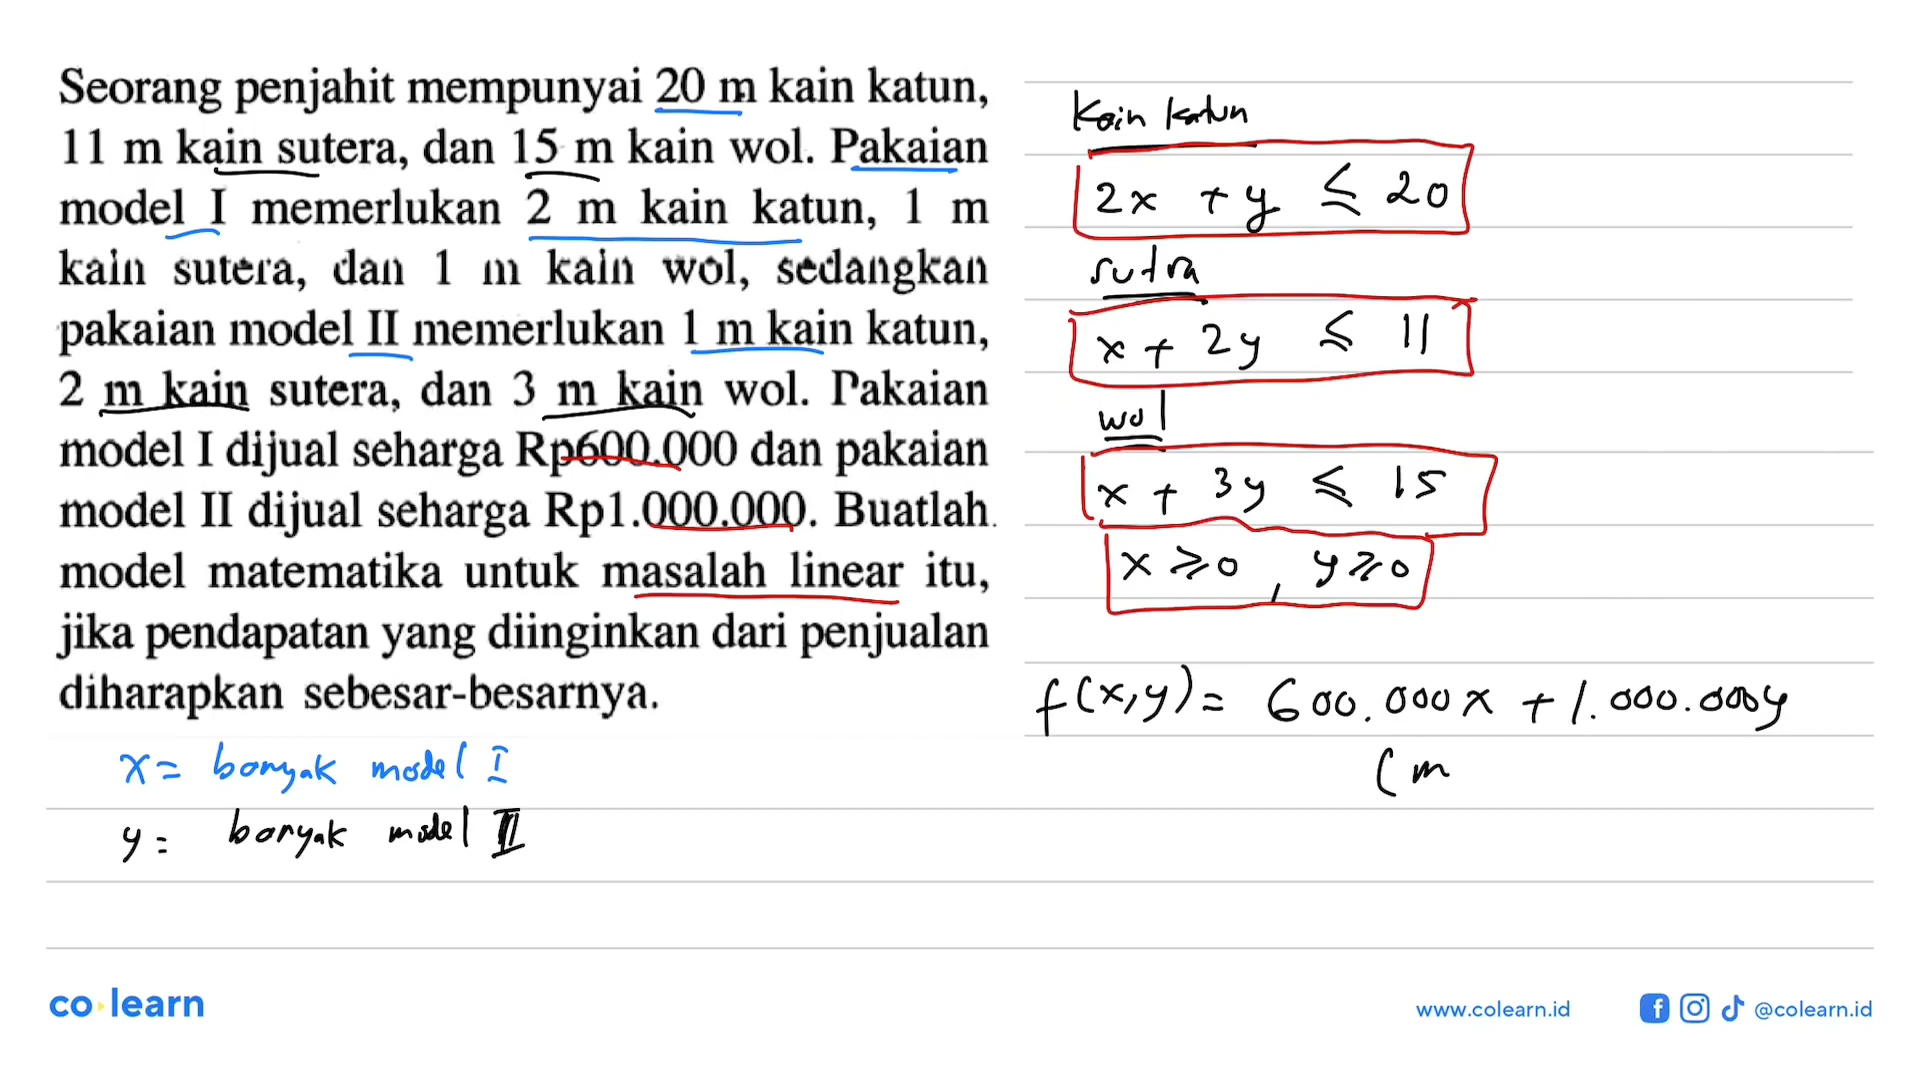 Seorang penjahit mempunyai 20 m kain katun,
11 m kain sutera, dan 15 m kain wol. Pakaian
model I memerlukan 2 m kain katun, 1 m
kain sutera, dan 1 m kain wol, sedangkan
pakaian model II memerlukan 1 m kain katun,
2 m kain sutera, dan 3 m kain wol. Pakaian
model I dijual seharga Rp600.000 dan pakaian
model II dijual seharga Rp1.000.000. Buatlah
model matematika untuk masalah linear itu,
jika pendapatan yang diinginkan dari penjualan
diharapkan sebesar-besarnya.
x = banyak model I
y = banyak model II
Kain katun
2x + y ≤ 20
sutra
x + 2y ≤ 11
wol
x + 3y ≤ 15
x ≥ 0 , y ≥ 0
f(x,y) = 600.000x + 1.000.000y
(m
co learn
www.colearn.id
@colearn.id